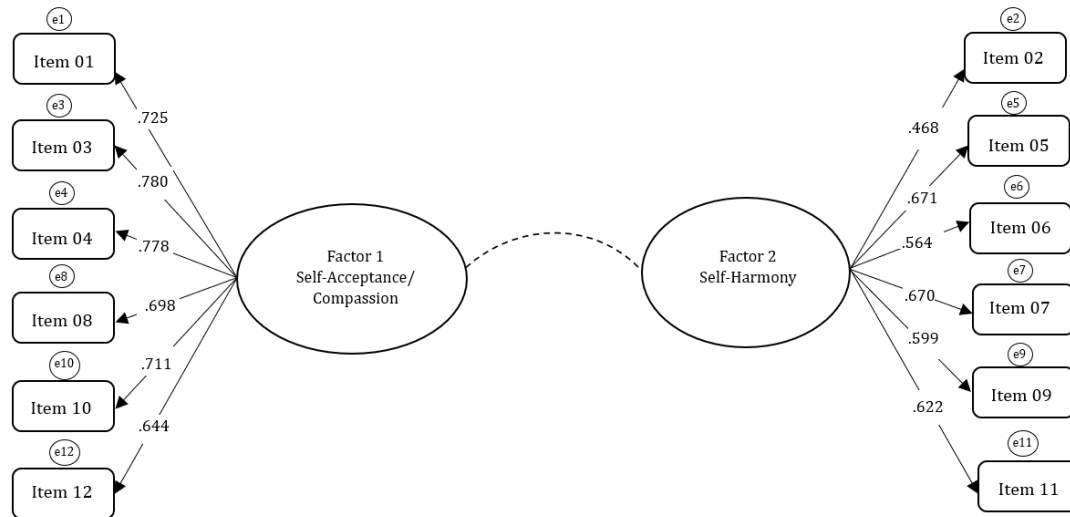 e1
Item 01
e3
Item 03
e4
Item 04
e8
Item 08
e10
Item 10
e12
Item 12
.725
.780
.778
.698
.711
.644
Factor 1
Self-Acceptance/
Compassion
Factor 2
Self-Harmony
.468
.671
.564
.670
.599
.622
e2
Item 02
e5
Item 05
e6
Item 06
e7
Item 07
e9
Item 09
e11
Item 11